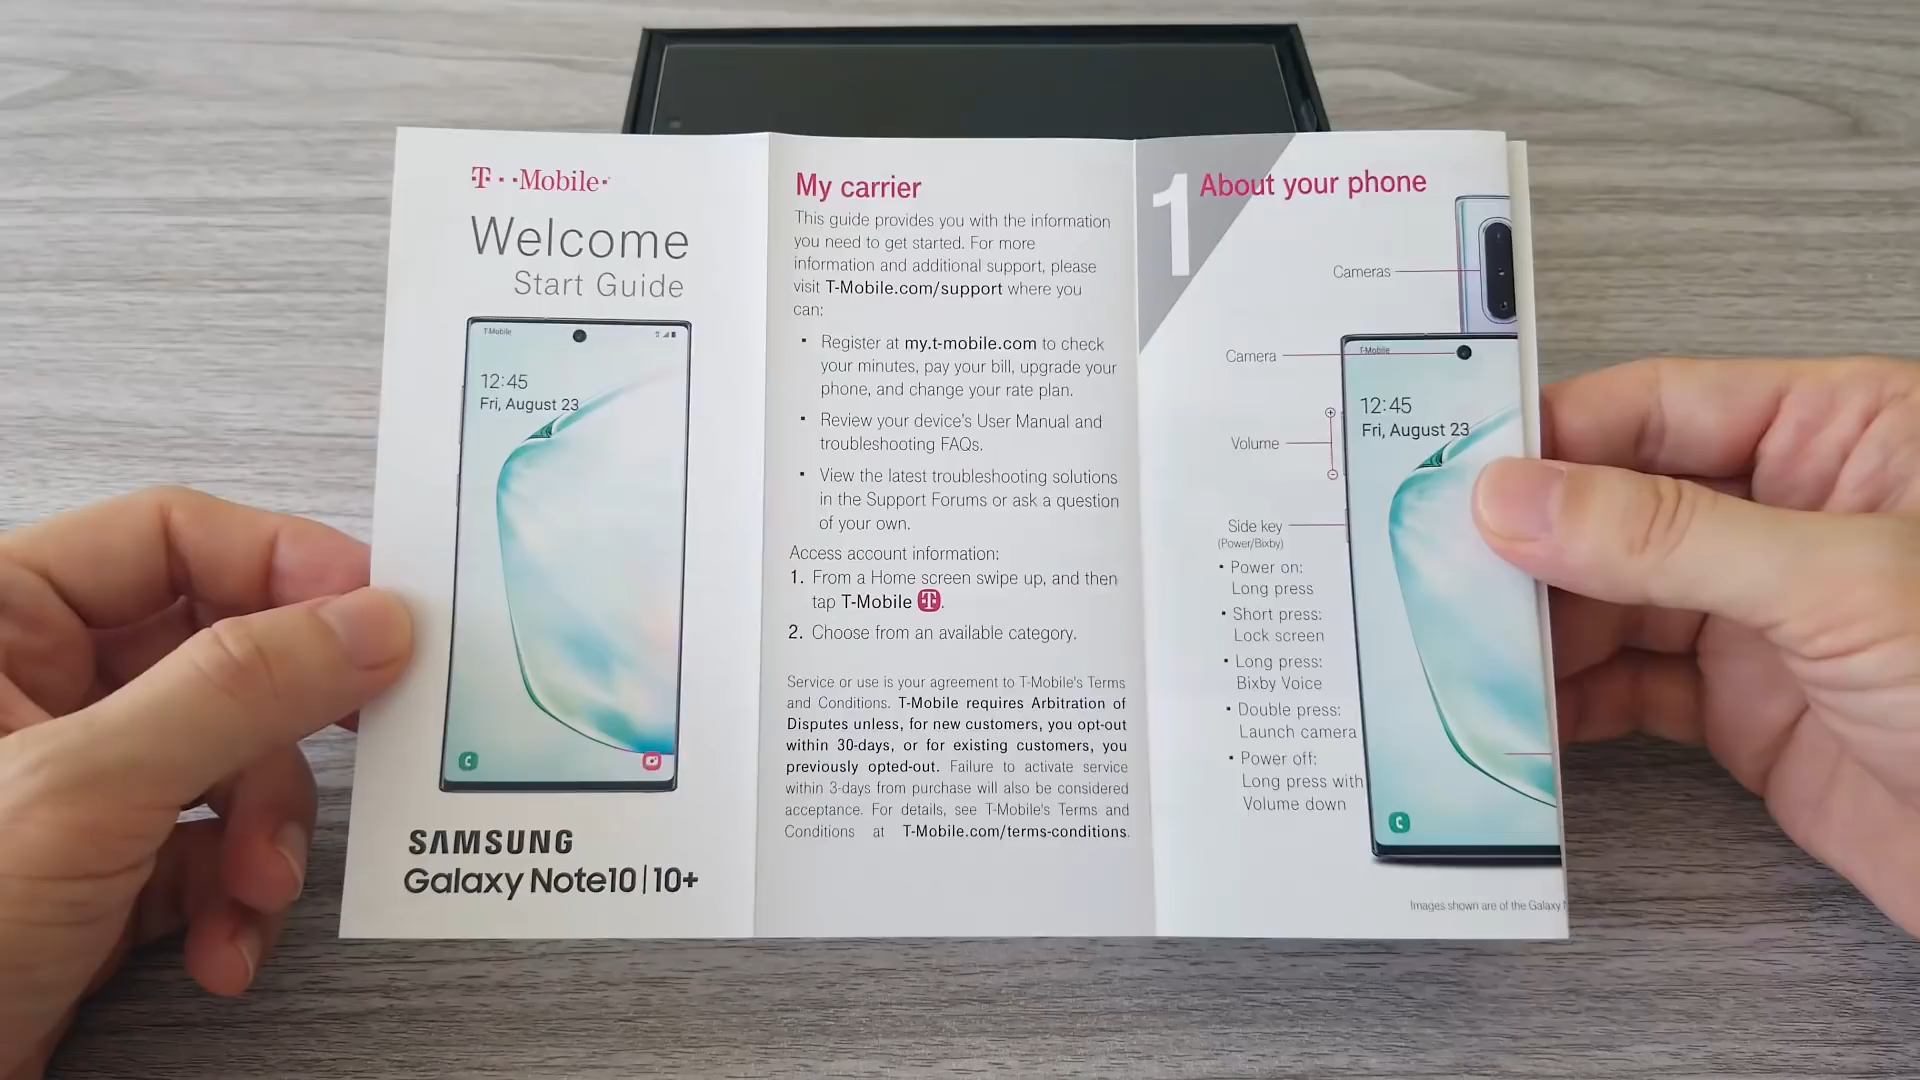 T··Mobile·
Welcome
Start Guide
T-Mobile
12:45
Fri, August 23
SAMSUNG
Galaxy Note10|10+
My carrier
This guide provides you with the information
you need to get started. For more
information and additional support, please
visit T-Mobile.com/support where you
can:
▪ Register at my.t-mobile.com to check
your minutes, pay your bill, upgrade your
phone, and change your rate plan.
▪ Review your device's User Manual and
troubleshooting FAQs.
▪ View the latest troubleshooting solutions
in the Support Forums or ask a question
of your own.
Access account information:
1. From a Home screen swipe up, and then
tap T-Mobile T.
2. Choose from an available category.
Service or use is your agreement to T-Mobile's Terms
and Conditions. T-Mobile requires Arbitration of
Disputes unless, for new customers, you opt-out
within 30-days, or for existing customers, you
previously opted-out. Failure to activate service
within 3-days from purchase will also be considered
acceptance. For details, see T-Mobile's Terms and
Conditions at T-Mobile.com/terms-conditions.
1 About your phone
Cameras
Camera
T-Mobile
12:45
Fri, August 23
Volume
Side key
(Power/Bixby)
• Power on:
Long press
• Short press:
Lock screen
• Long press:
Bixby Voice
• Double press:
Launch camera
• Power off:
Long press with
Volume down
Images shown are of the Galaxy